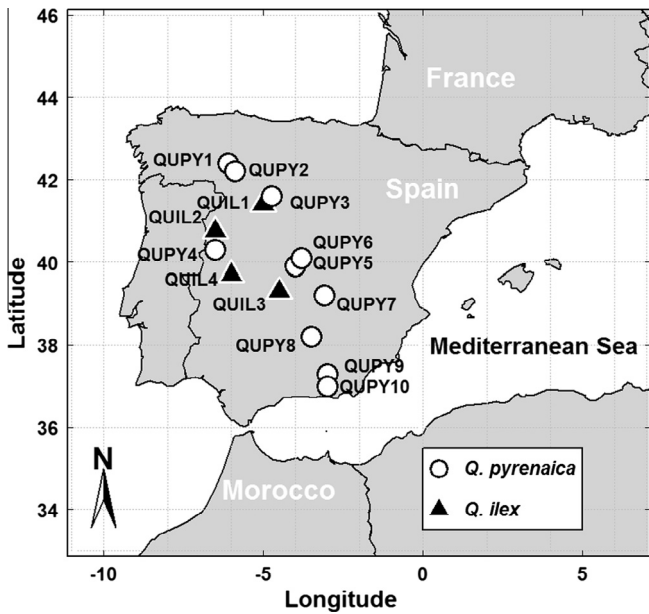 46
44
42
40
38
36
34
Latitude
France
Spain
QUPY1
QUPY2
QUIL1
QUPY3
QUIL2
QUPY6
QUPY4
QUPY5
QUIL4
QUIL3
QUPY7
QUPY8
Mediterranean Sea
QUPY9
QUPY10
N
Morocco
Q. pyrenaica
Q. ilex
-10
-5
0
5
Longitude